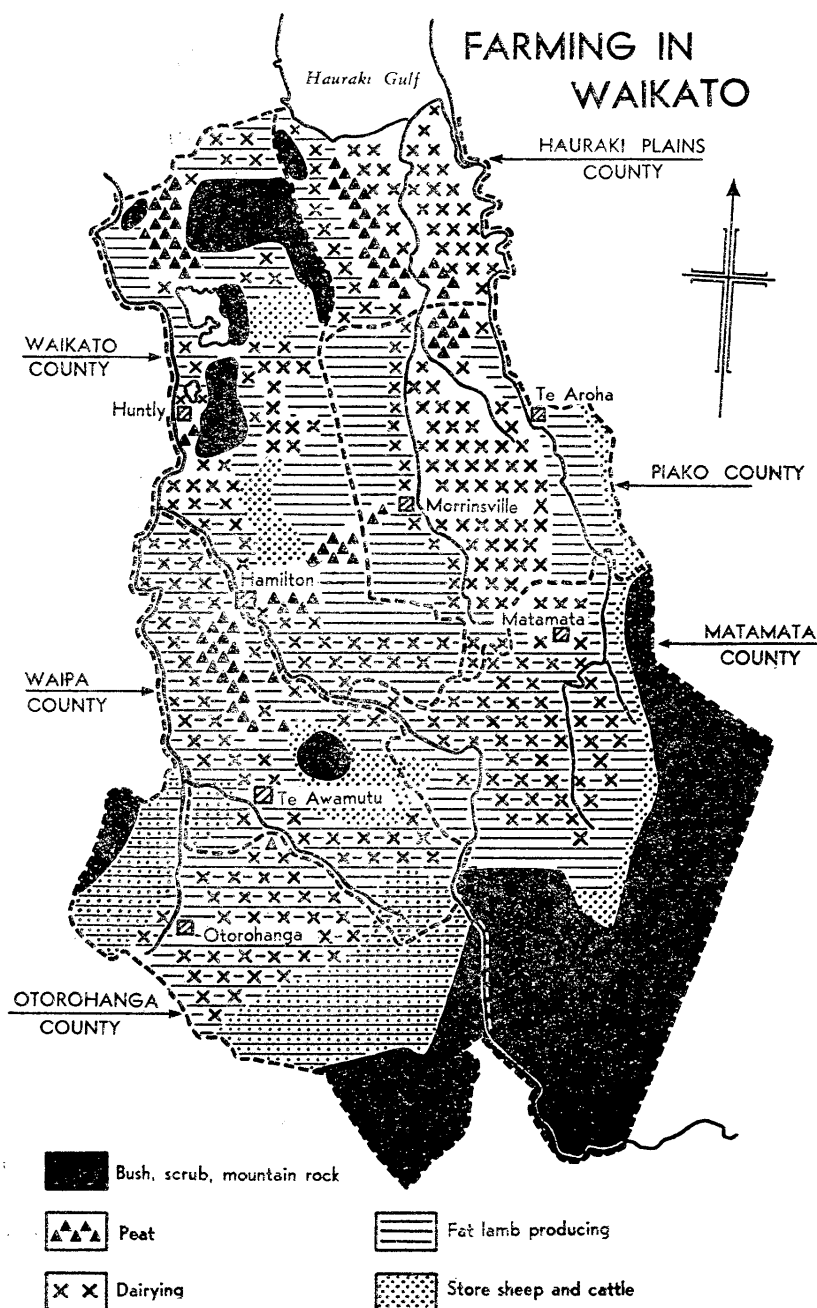 FARMING IN
WAIKATO
Hauraki Gulf
HAURAKI PLAINS
COUNTY
WAIKATO
COUNTY
Huntly
Te Aroha
PIAKO COUNTY
Morrinsville
Hamilton
Matamata
MATAMATA
COUNTY
WAIPA
COUNTY
Te Awamutu
Otorohanga
OTOROHANGA
COUNTY
Bush, scrub, mountain rock
Peat
Fat lamb producing
Dairying
Store sheep and cattle